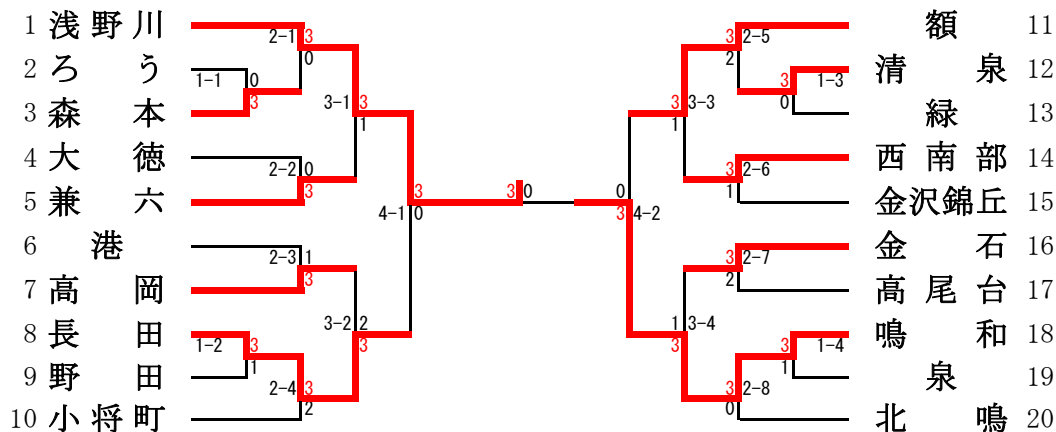 1 浅野川
2 ろう
3 森本
4 大徳
5 兼六
6 港
7 高岡
8 長田
9 野田
10 小将町
2-1 3
0
1-1 0
3
3-1 3
1
2-2 0
3
4-1 3
0
2-3 1
3
3-2 2
3
1-2 3
1
2-4 3
2
3 0
額 11
清泉 12
緑 13
西南部 14
金沢錦丘 15
金石 16
高尾台 17
鳴和 18
泉 19
北鳴 20
3 2-5
2
3 1-3
0
3 3-3
1
3 2-6
1
0
3 4-2
3 2-7
2
1 3-4
3
3 1-4
1
3 2-8
0